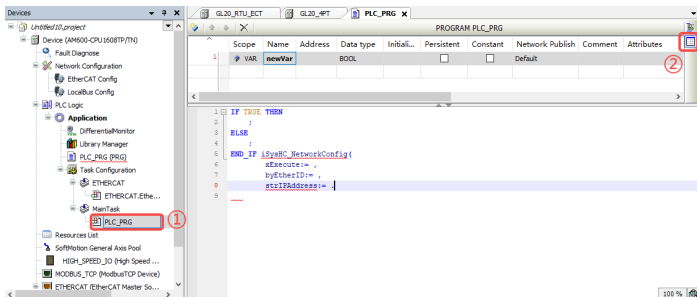 Devices
Untitled10.project
Device (AM600-CPU1608TP/TN)
Fault Diagnose
Network Configuration
EtherCAT Config
LocalBus Config
PLC Logic
Application
DifferentialMonitor
Library Manager
PLC_PRG (PRG)
Task Configuration
ETHERCAT
ETHERCAT.Ethe...
MainTask
PLC_PRG
①
Resources List
SoftMotion General Axis Pool
HIGH_SPEED_IO (High Speed ...
MODBUS_TCP (ModbusTCP Device)
ETHERCAT (EtherCAT Master So...
GL20_RTU_ECT
GL20_4PT
PLC_PRG
PROGRAM PLC_PRG
Scope Name Address Data type Initiali... Persistent Constant Network Publish Comment Attributes
②
1 VAR newVar BOOL Default
1 IF TRUE THEN
2 ;
3 ELSE
4 ;
5 END_IF iSysHC_NetworkConfig(
6 xExecute:= ,
7 byEtherID:= ,
8 strIPAddress:= ,
9
100 %